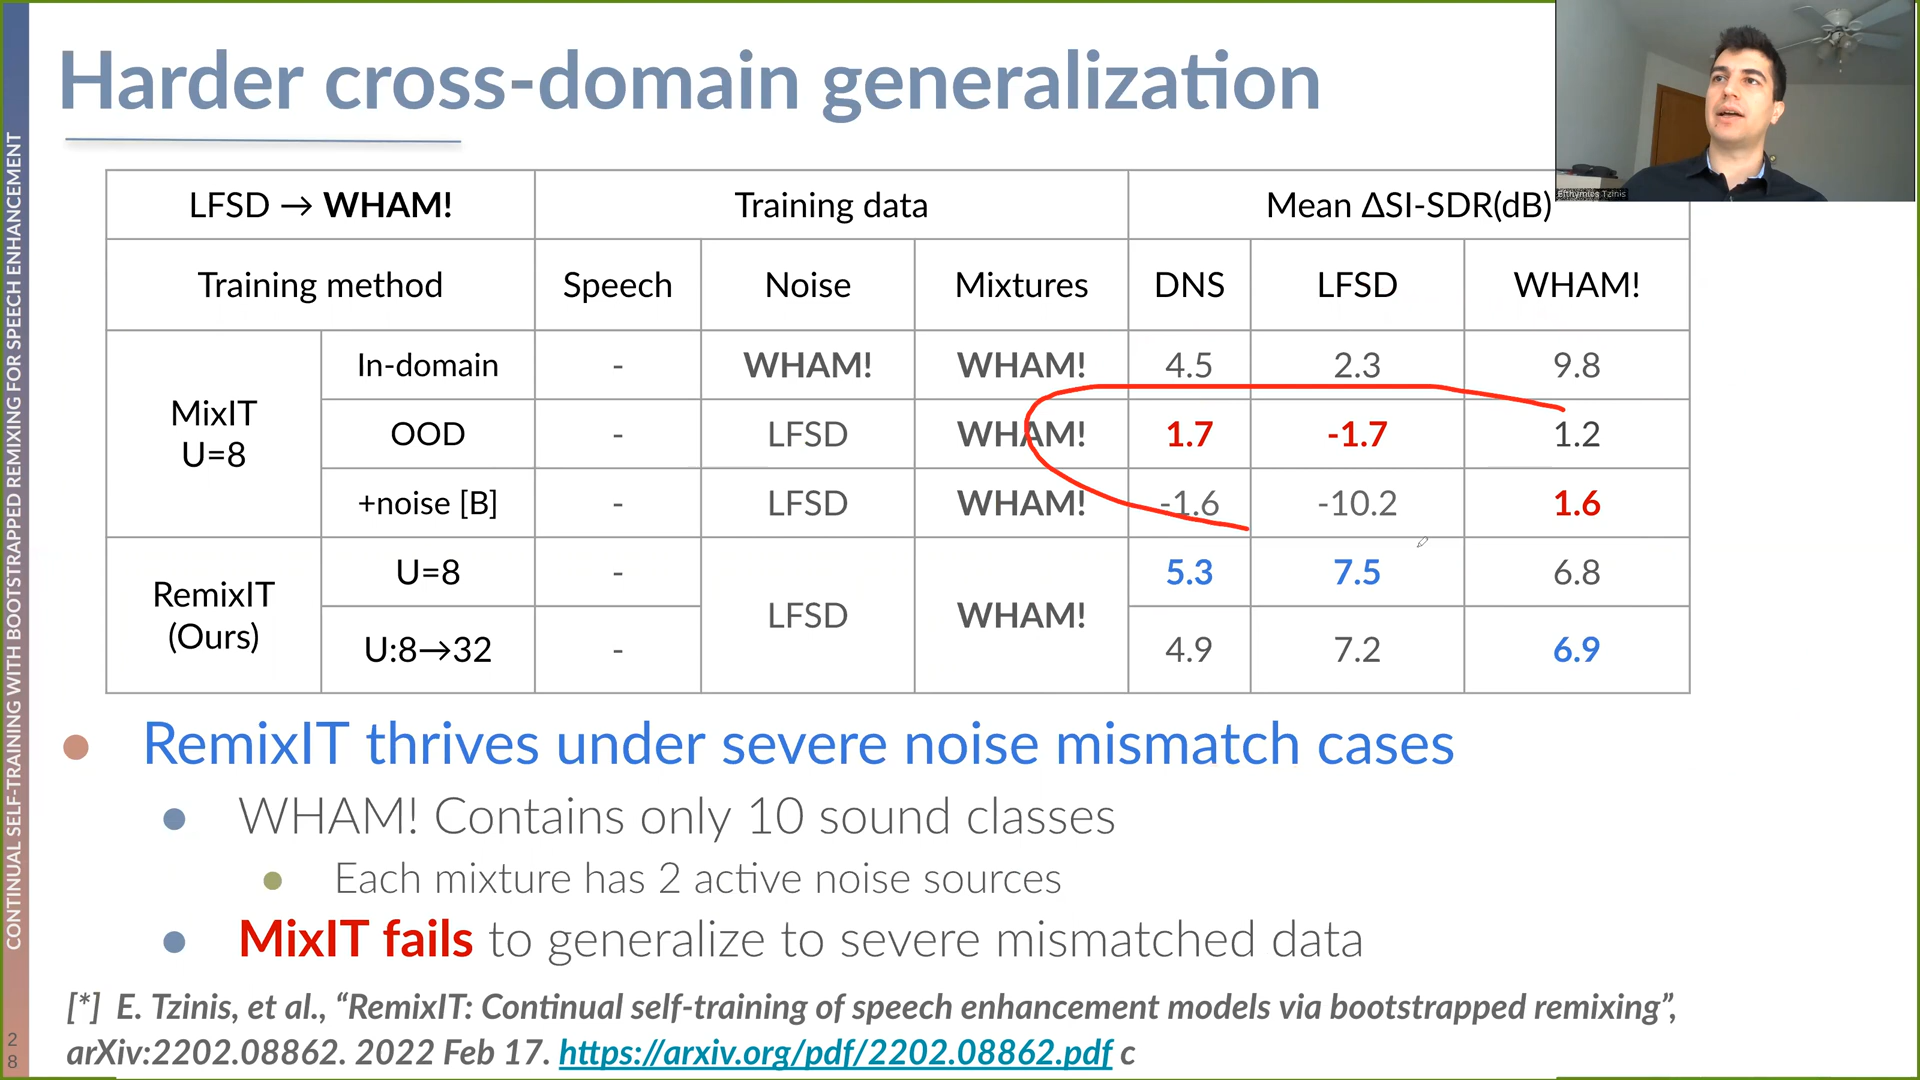 Harder cross-domain generalization
CONTINUAL SELF-TRAINING WITH BOOTSTRAPPED REMIXING FOR SPEECH ENHANCEMENT
Efthymios Tzinis
LFSD → WHAM! Training data Mean ΔSI-SDR(dB)
Training method Speech Noise Mixtures DNS LFSD WHAM!
MixIT U=8
In-domain - WHAM! WHAM! 4.5 2.3 9.8
OOD - LFSD WHAM! 1.7 -1.7 1.2
+noise [B] - LFSD WHAM! -1.6 -10.2 1.6
RemixIT (Ours)
U=8 - LFSD WHAM! 5.3 7.5 6.8
U:8→32 - 4.9 7.2 6.9
RemixIT thrives under severe noise mismatch cases
WHAM! Contains only 10 sound classes
Each mixture has 2 active noise sources
MixIT fails to generalize to severe mismatched data
[*] E. Tzinis, et al., “RemixIT: Continual self-training of speech enhancement models via bootstrapped remixing”,
arXiv:2202.08862. 2022 Feb 17. https://arxiv.org/pdf/2202.08862.pdf c
28